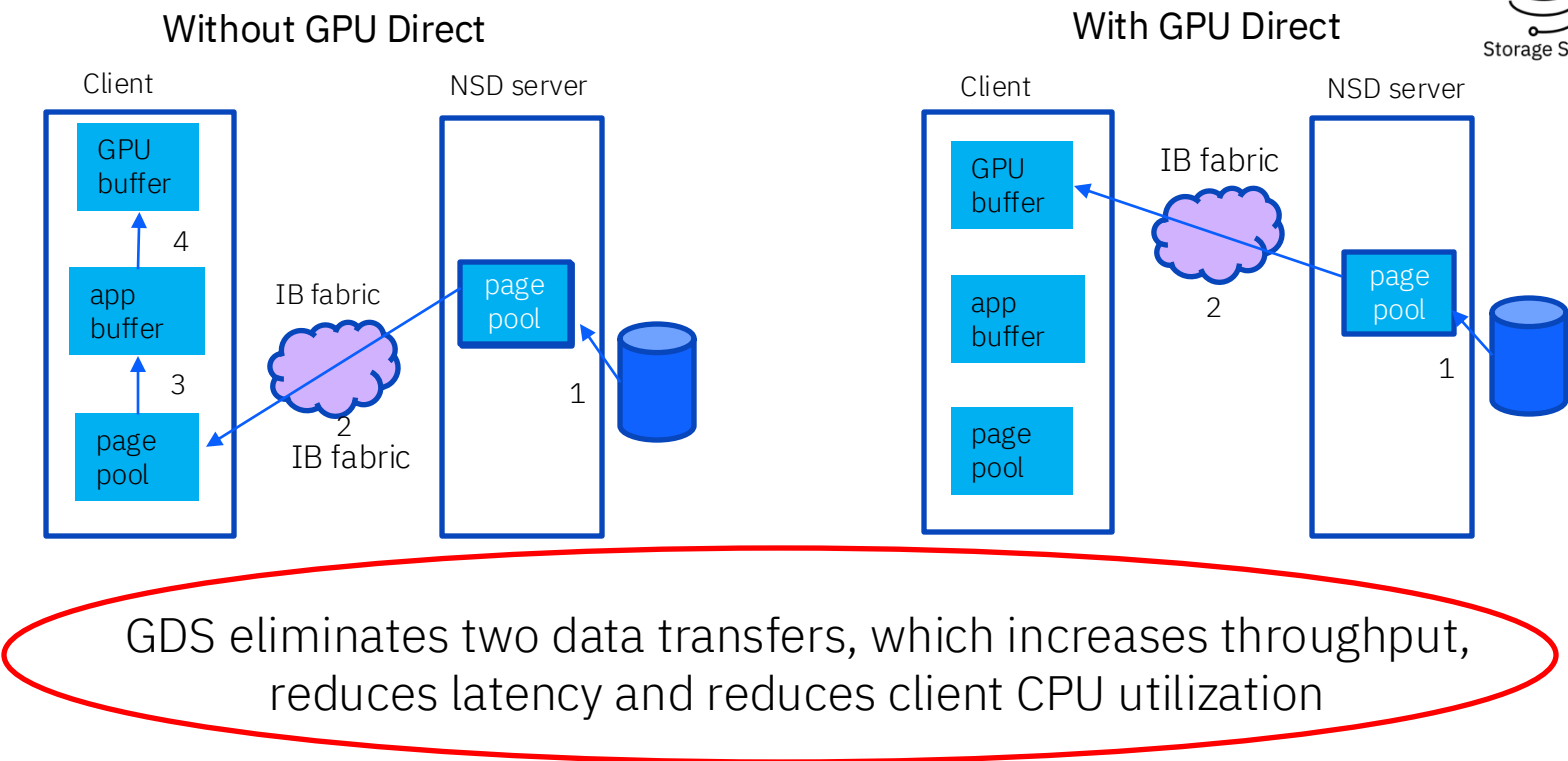 Without GPU Direct
Client
NSD server
GPU
buffer
4
app
buffer
3
page
pool
IB fabric
2
IB fabric
page
pool
1
With GPU Direct
Storage S
Client
NSD server
GPU
buffer
app
buffer
page
pool
IB fabric
2
page
pool
1
GDS eliminates two data transfers, which increases throughput,
reduces latency and reduces client CPU utilization